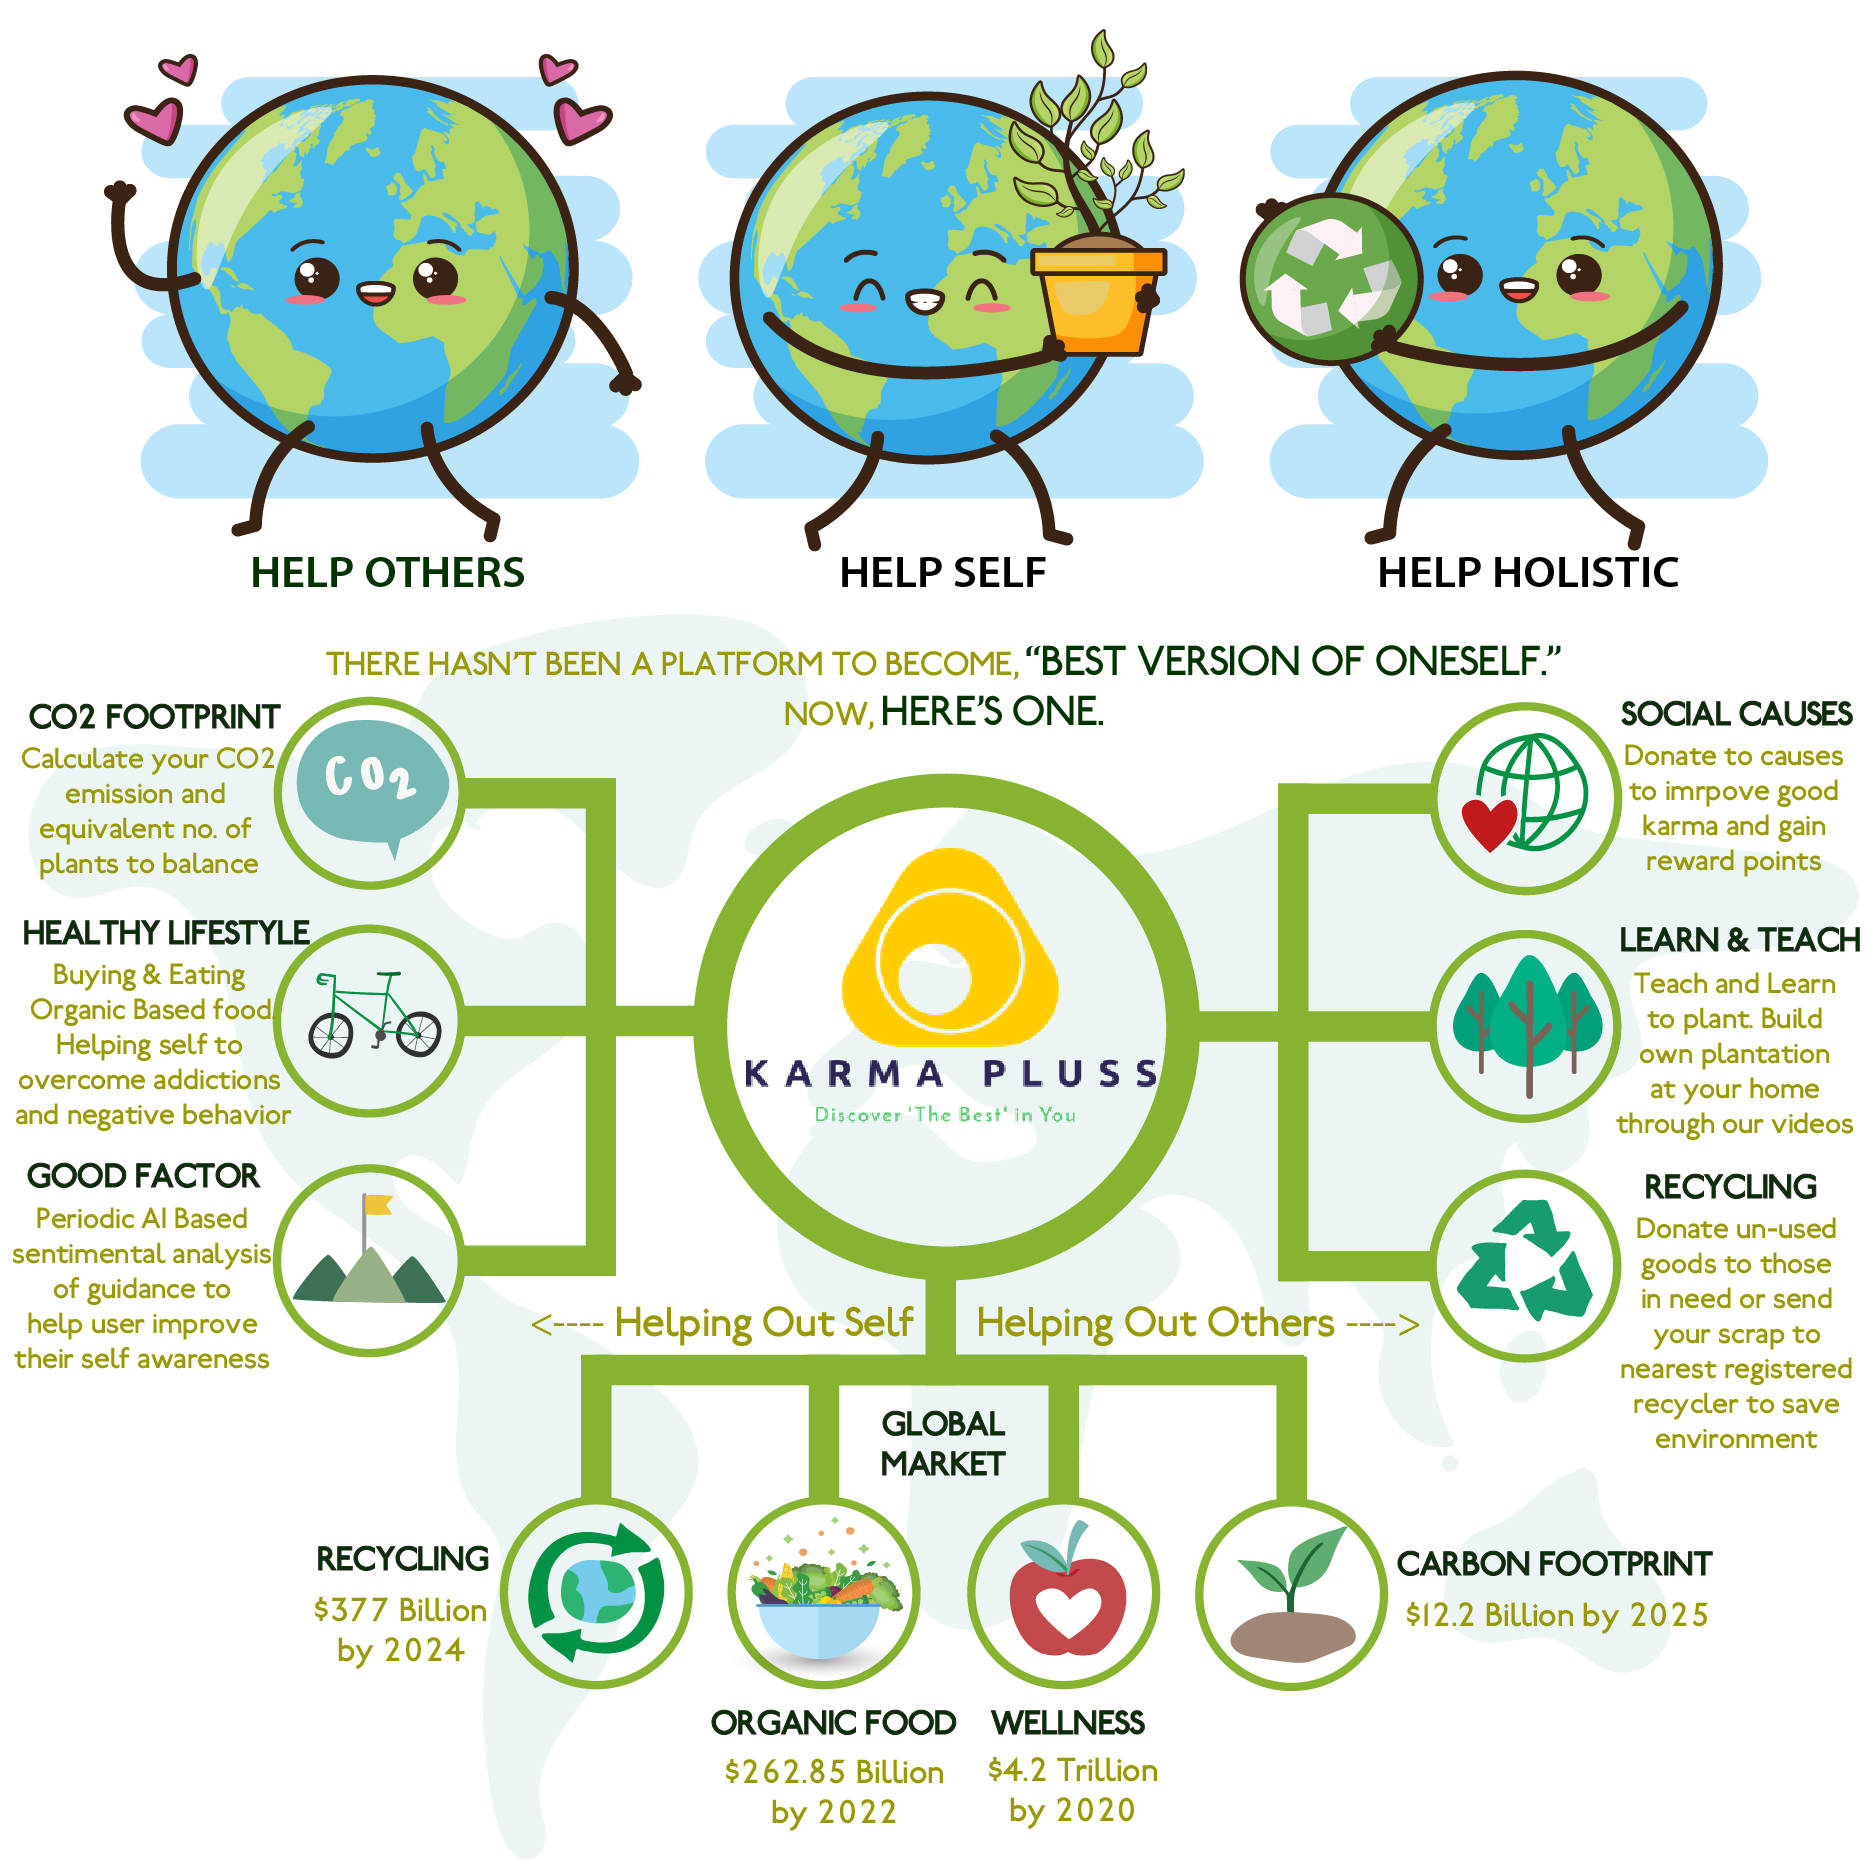 HELP OTHERS
HELP SELF
HELP HOLISTIC
THERE HASN'T BEEN A PLATFORM TO BECOME, “BEST VERSION OF ONESELF.”
NOW, HERE'S ONE.
CO2 FOOTPRINT
Calculate your CO2
emission and
equivalent no. of
plants to balance
CO2
HEALTHY LIFESTYLE
Buying & Eating
Organic Based food.
Helping self to
overcome addictions
and negative behavior
GOOD FACTOR
Periodic AI Based
sentimental analysis
of guidance to
help user improve
their self awareness
KARMA PLUSS
Discover 'The Best' in You
SOCIAL CAUSES
Donate to causes
to imrpove good
karma and gain
reward points
LEARN & TEACH
Teach and Learn
to plant. Build
own plantation
at your home
through our videos
RECYCLING
Donate un-used
goods to those
in need or send
your scrap to
nearest registered
recycler to save
environment
<---- Helping Out Self
Helping Out Others ---->
GLOBAL
MARKET
RECYCLING
$377 Billion
by 2024
ORGANIC FOOD
$262.85 Billion
by 2022
WELLNESS
$4.2 Trillion
by 2020
CARBON FOOTPRINT
$12.2 Billion by 2025